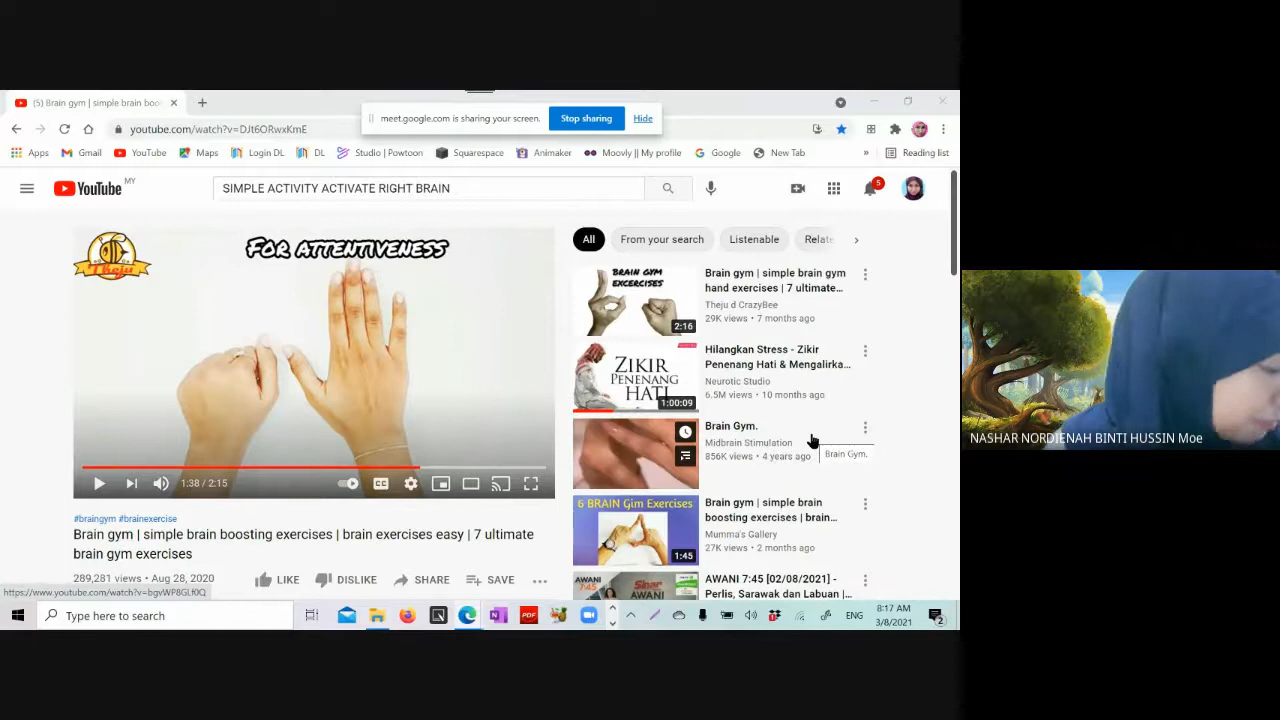 (5) Brain gym | simple brain boo
meet.google.com is sharing your screen.
Stop sharing
Hide
youtube.com/watch?v=DJt6ORwxKmE
Apps
Gmail
YouTube
Maps
Login DL
DL
Studio | Powtoon
Squarespace
Animaker
Moovly || My profile
Google
New Tab
»
Reading list
YouTube MY
SIMPLE ACTIVITY ACTIVATE RIGHT BRAIN
5
Theju
FOR ATTENTIVENESS
1:38 / 2:15
CC
#braingym #brainexercise
Brain gym | simple brain boosting exercises | brain exercises easy | 7 ultimate
brain gym exercises
289,281 views • Aug 28, 2020
LIKE
DISLIKE
SHARE
SAVE
https://www.youtube.com/watch?v=bgvWP8GLfXQ
All
From your search
Listenable
Relate
BRAIN GYM
EXCERCISES
2:16
Brain gym | simple brain gym
hand exercises | 7 ultimate...
Theju d CrazyBee
29K views • 7 months ago
ZIKIR
PENENANG
HATI
1:00:09
Hilangkan Stress - Zikir
Penenang Hati & Mengalirka...
Neurotic Studio
6.5M views • 10 months ago
Brain Gym.
Midbrain Stimulation
856K views • 4 years ago
Brain Gym.
6 BRAIN Gim Exercises
1:45
Brain gym | simple brain
boosting exercises | brain...
Mumma's Gallery
27K views • 2 months ago
Sinar
AWANI
AWANI 7:45 [02/08/2021] -
Perlis, Sarawak dan Labuan |...
Type here to search
PDF
ENG
8:17 AM
3/8/2021
2
NASHAR NORDIENAH BINTI HUSSIN Moe